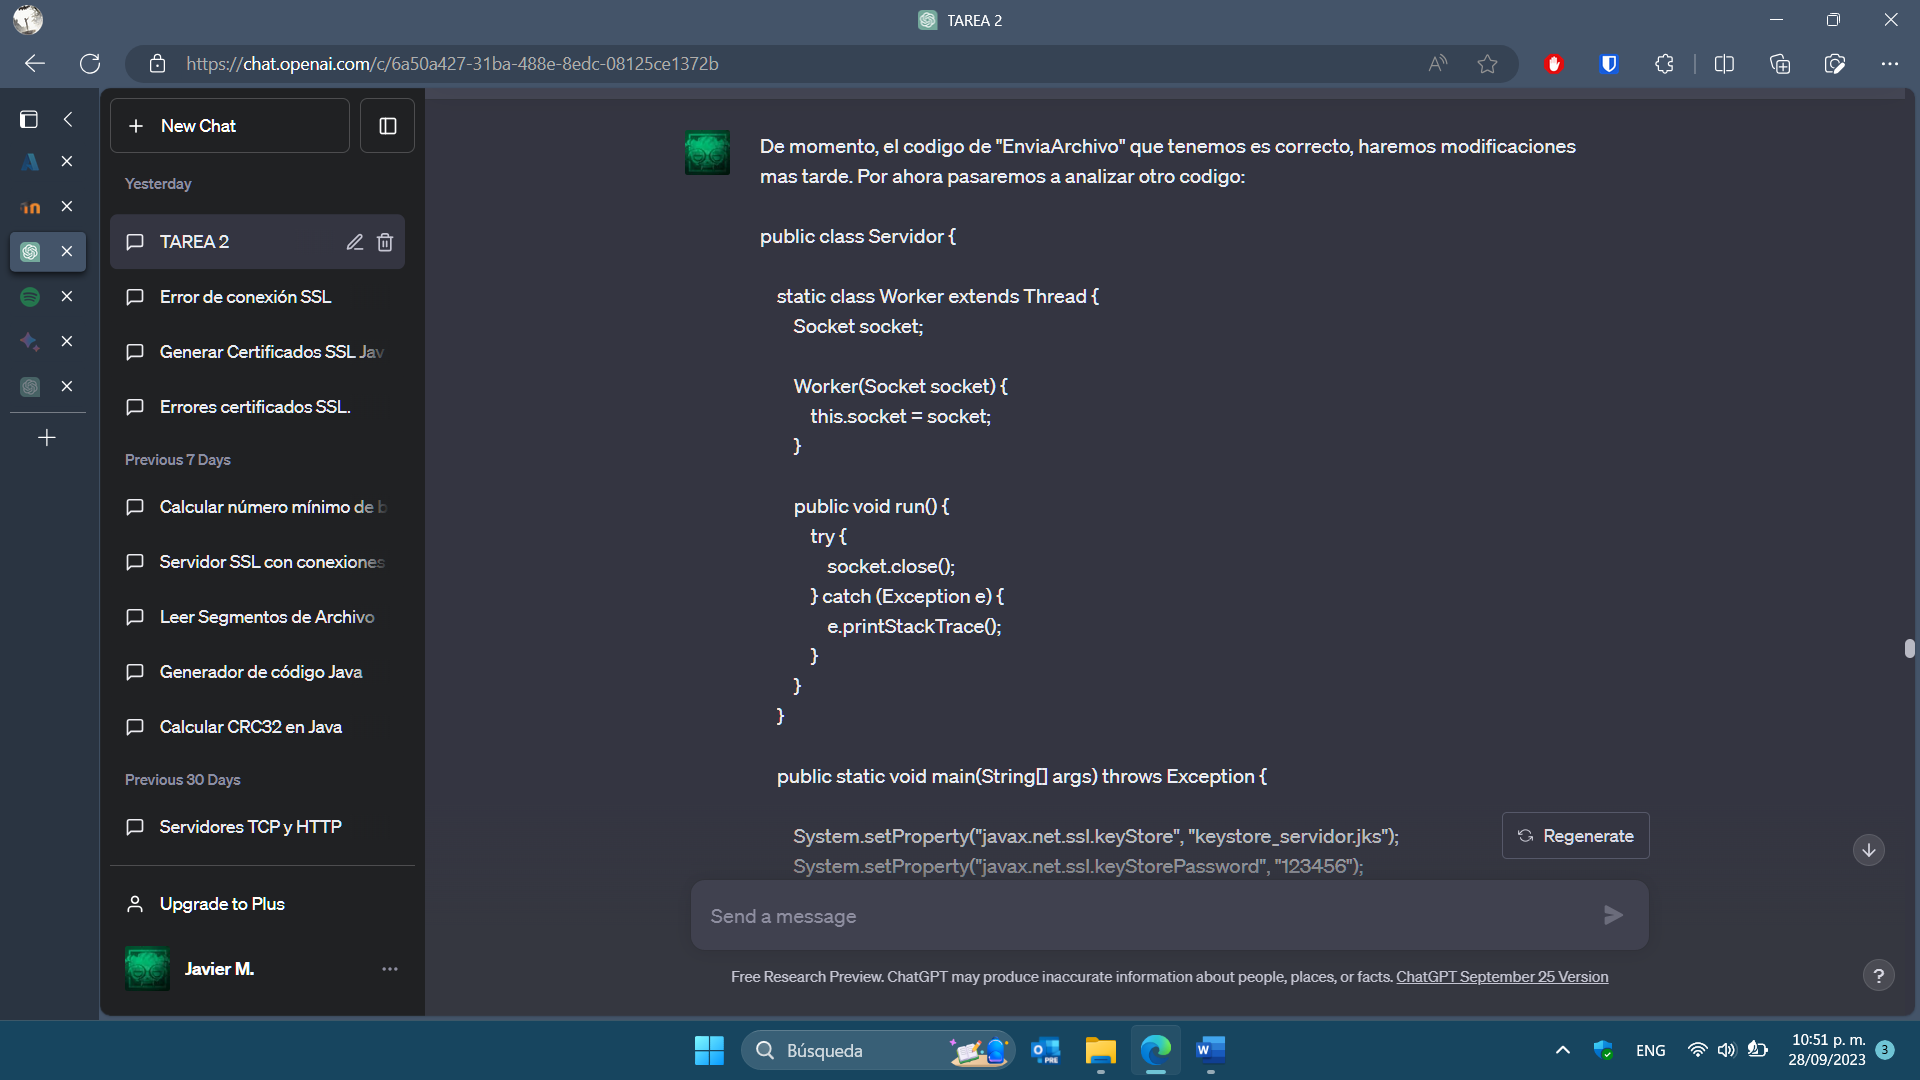 TAREA 2
https://chat.openai.com/c/6a50a427-31ba-488e-8edc-08125ce1372b
New Chat
Yesterday
TAREA 2
Error de conexión SSL
Generar Certificados SSL Jav
Errores certificados SSL.
Previous 7 Days
Calcular número mínimo de b
Servidor SSL con conexiones
Leer Segmentos de Archivo
Generador de código Java
Calcular CRC32 en Java
Previous 30 Days
Servidores TCP y HTTP
Upgrade to Plus
Javier M.
De momento, el codigo de "EnviaArchivo" que tenemos es correcto, haremos modificaciones
mas tarde. Por ahora pasaremos a analizar otro codigo:
public class Servidor {
static class Worker extends Thread {
Socket socket;
Worker(Socket socket) {
this.socket = socket;
}
public void run() {
try {
socket.close();
} catch (Exception e) {
e.printStackTrace();
}
}
}
public static void main(String[] args) throws Exception {
System.setProperty("javax.net.ssl.keyStore", "keystore_servidor.jks");
System.setProperty("javax.net.ssl.keyStorePassword", "123456");
Regenerate
Send a message
Free Research Preview. ChatGPT may produce inaccurate information about people, places, or facts. ChatGPT September 25 Version
?
Búsqueda
ENG
10:51 p. m.
28/09/2023
3